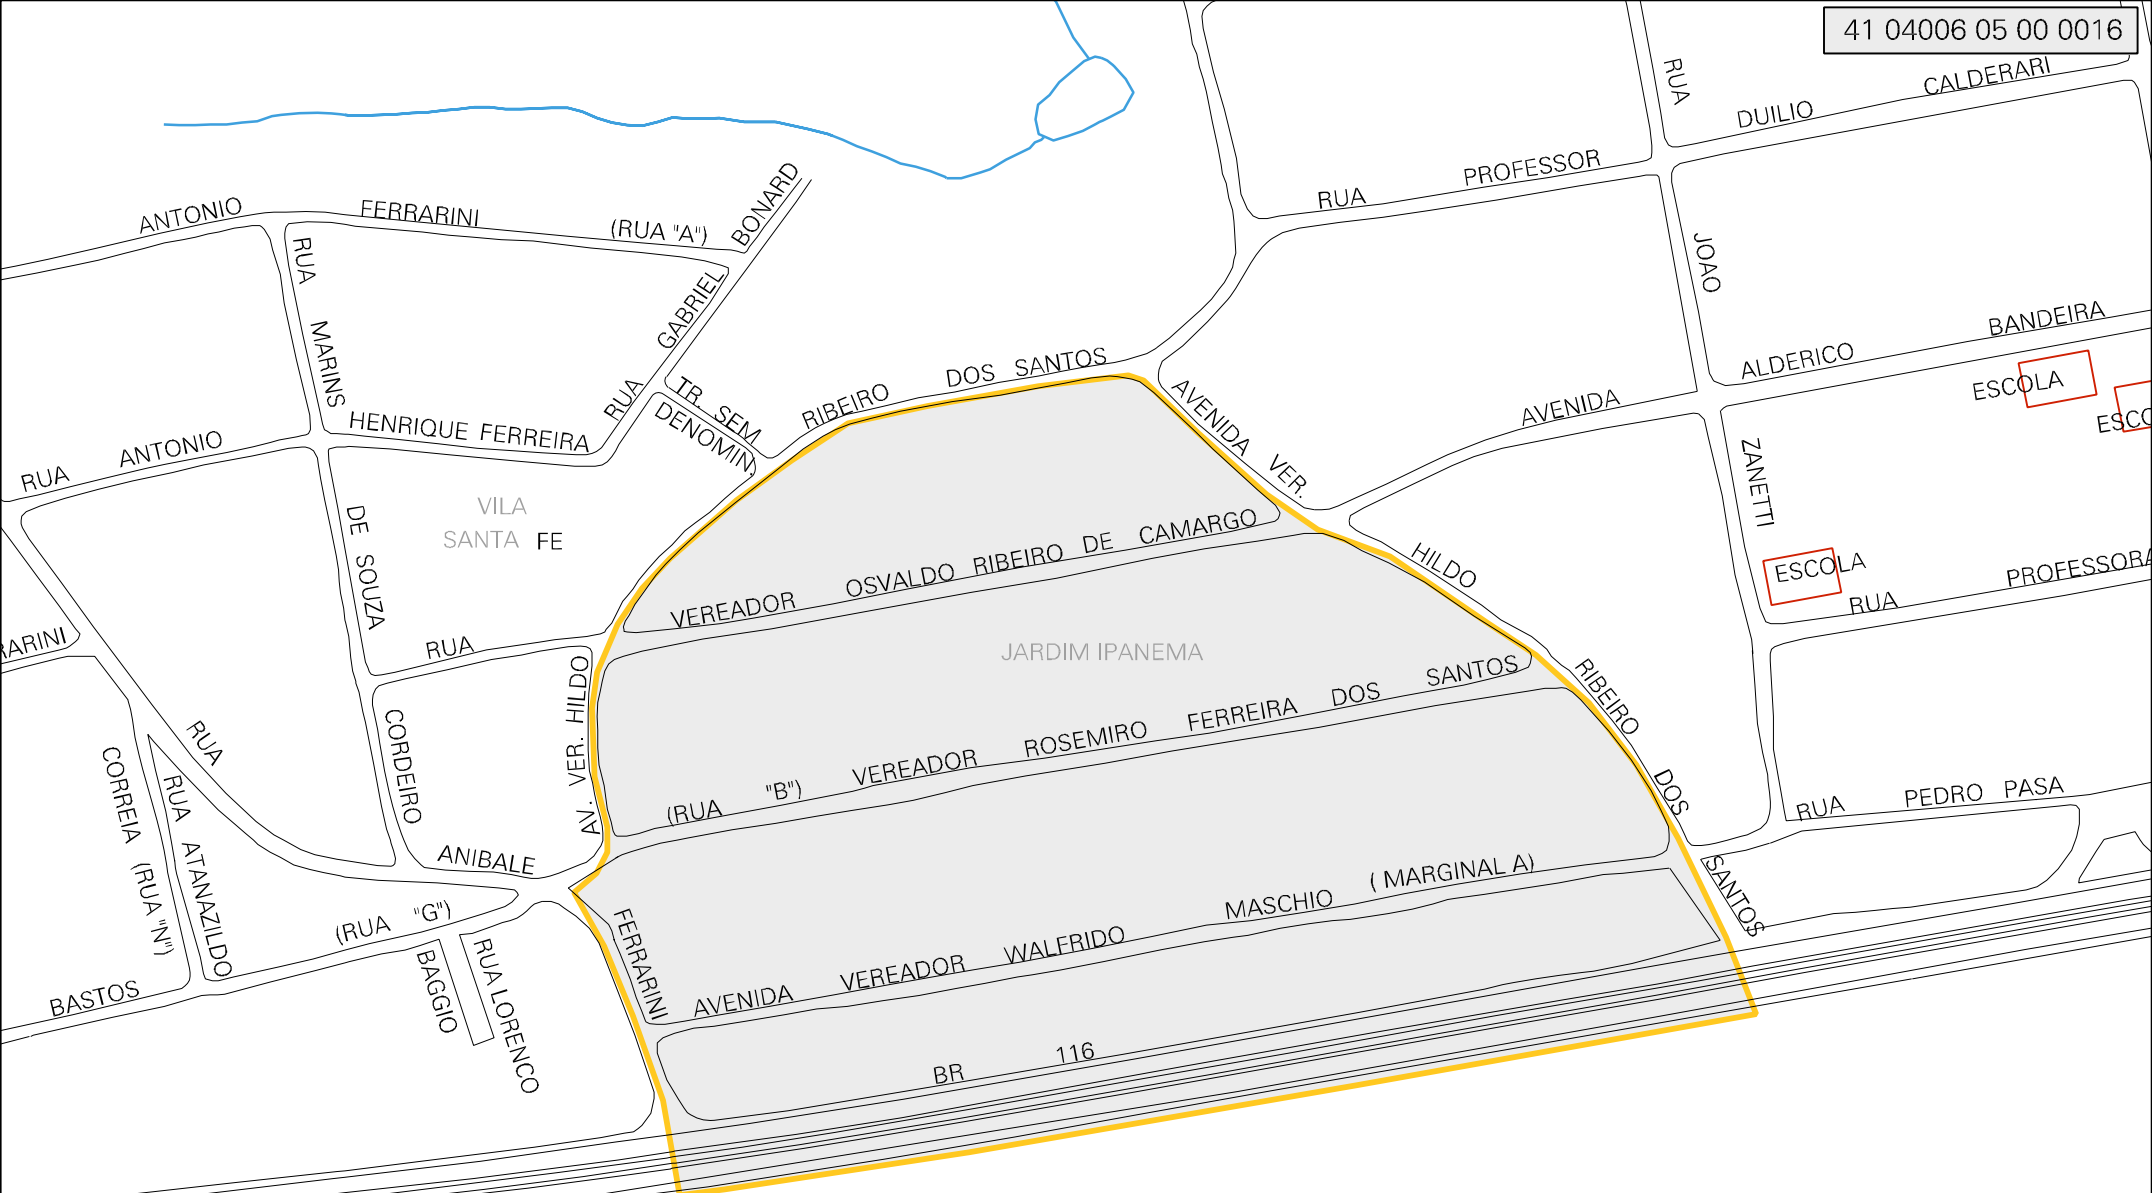 41 04006 05 00 0016
RUA
CALDERARI
DUILIO
PROFESSOR
RUA
BONARD
ANTONIO
FERRARINI
(RUA "A")
RUA
MARINS
GABRIEL
JOAO
BANDEIRA
ALDERICO
AVENIDA
ESCOLA
ESCO
DOS SANTOS
RIBEIRO
AVENIDA VER.
RUA
TR. SEM
DENOMIN.
HENRIQUE FERREIRA
RUA ANTONIO
VILA
SANTA FE
DE SOUZA
ZANETTI
ESCOLA
PROFESSORA
RUA
HILDO
VEREADOR OSVALDO RIBEIRO DE CAMARGO
RARINI
RUA
AV. VER. HILDO
JARDIM IPANEMA
RIBEIRO
(RUA "B") VEREADOR ROSEMIRO FERREIRA DOS SANTOS
RUA
CORDEIRO
CORREIA (RUA "N")
RUA ATANAZILDO
DOS
RUA PEDRO PASA
ANIBALE
SANTOS
(RUA "G")
FERRARINI
AVENIDA VEREADOR WALFRIDO MASCHIO ( MARGINAL A)
BASTOS
BAGGIO
RUA LORENCO
BR 116